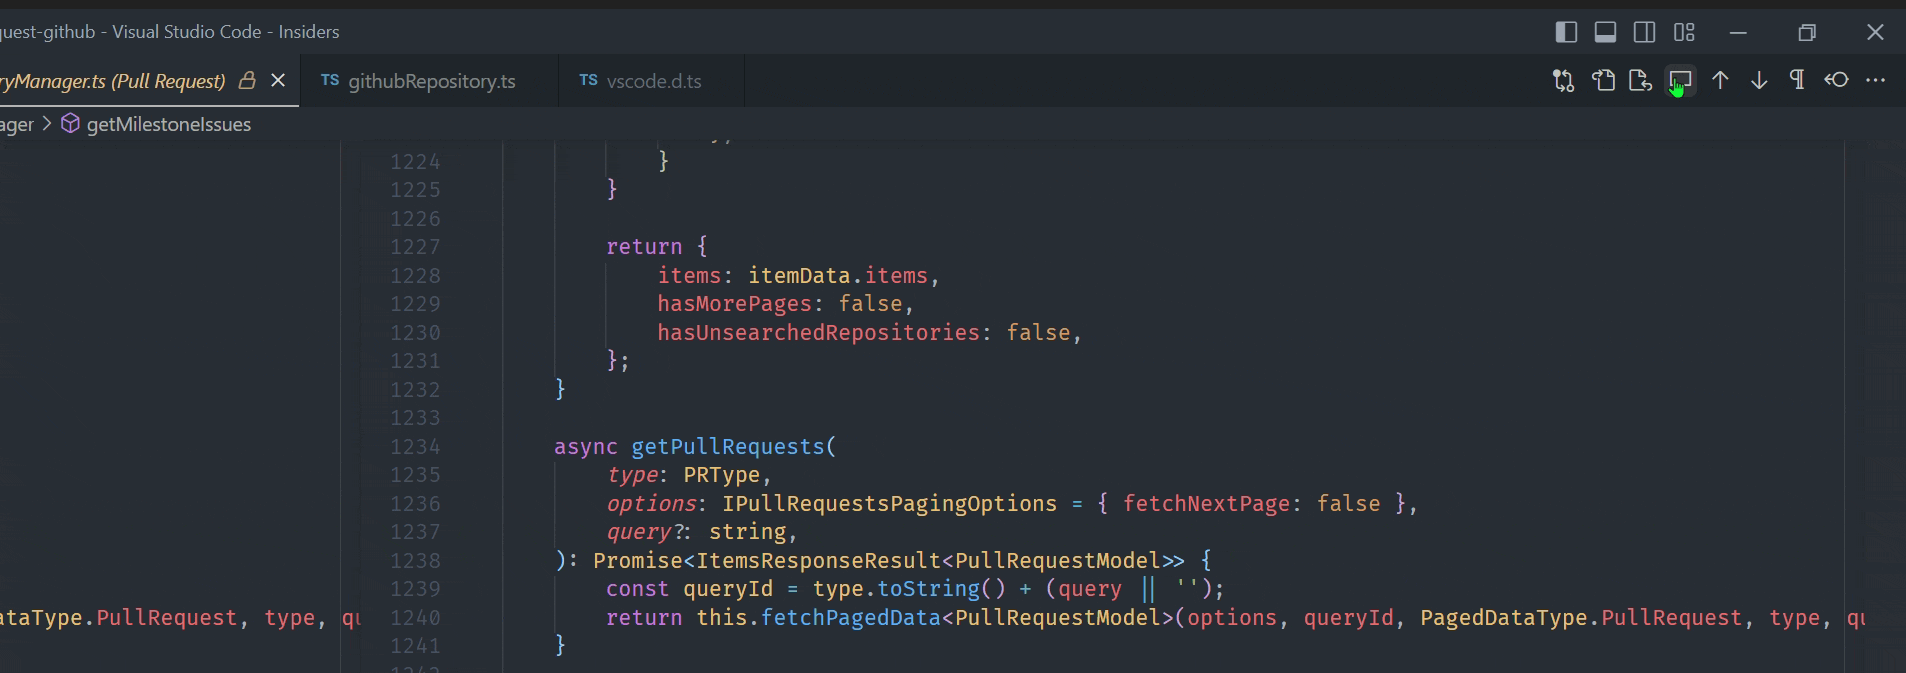 quest-github - Visual Studio Code - Insiders
ryManager.ts (Pull Request)
TS githubRepository.ts
TS vscode.d.ts
ager > getMilestoneIssues
1224 }
1225 }
1226
1227 return {
1228 items: itemData.items,
1229 hasMorePages: false,
1230 hasUnsearchedRepositories: false,
1231 };
1232 }
1233
1234 async getPullRequests(
1235 type: PRType,
1236 options: IPullRequestsPagingOptions = { fetchNextPage: false },
1237 query?: string,
1238 ): Promise<ItemsResponseResult<PullRequestModel>> {
1239 const queryId = type.toString() + (query || '');
ataType.PullRequest, type, qu
1240 return this.fetchPagedData<PullRequestModel>(options, queryId, PagedDataType.PullRequest, type, qu
1241 }